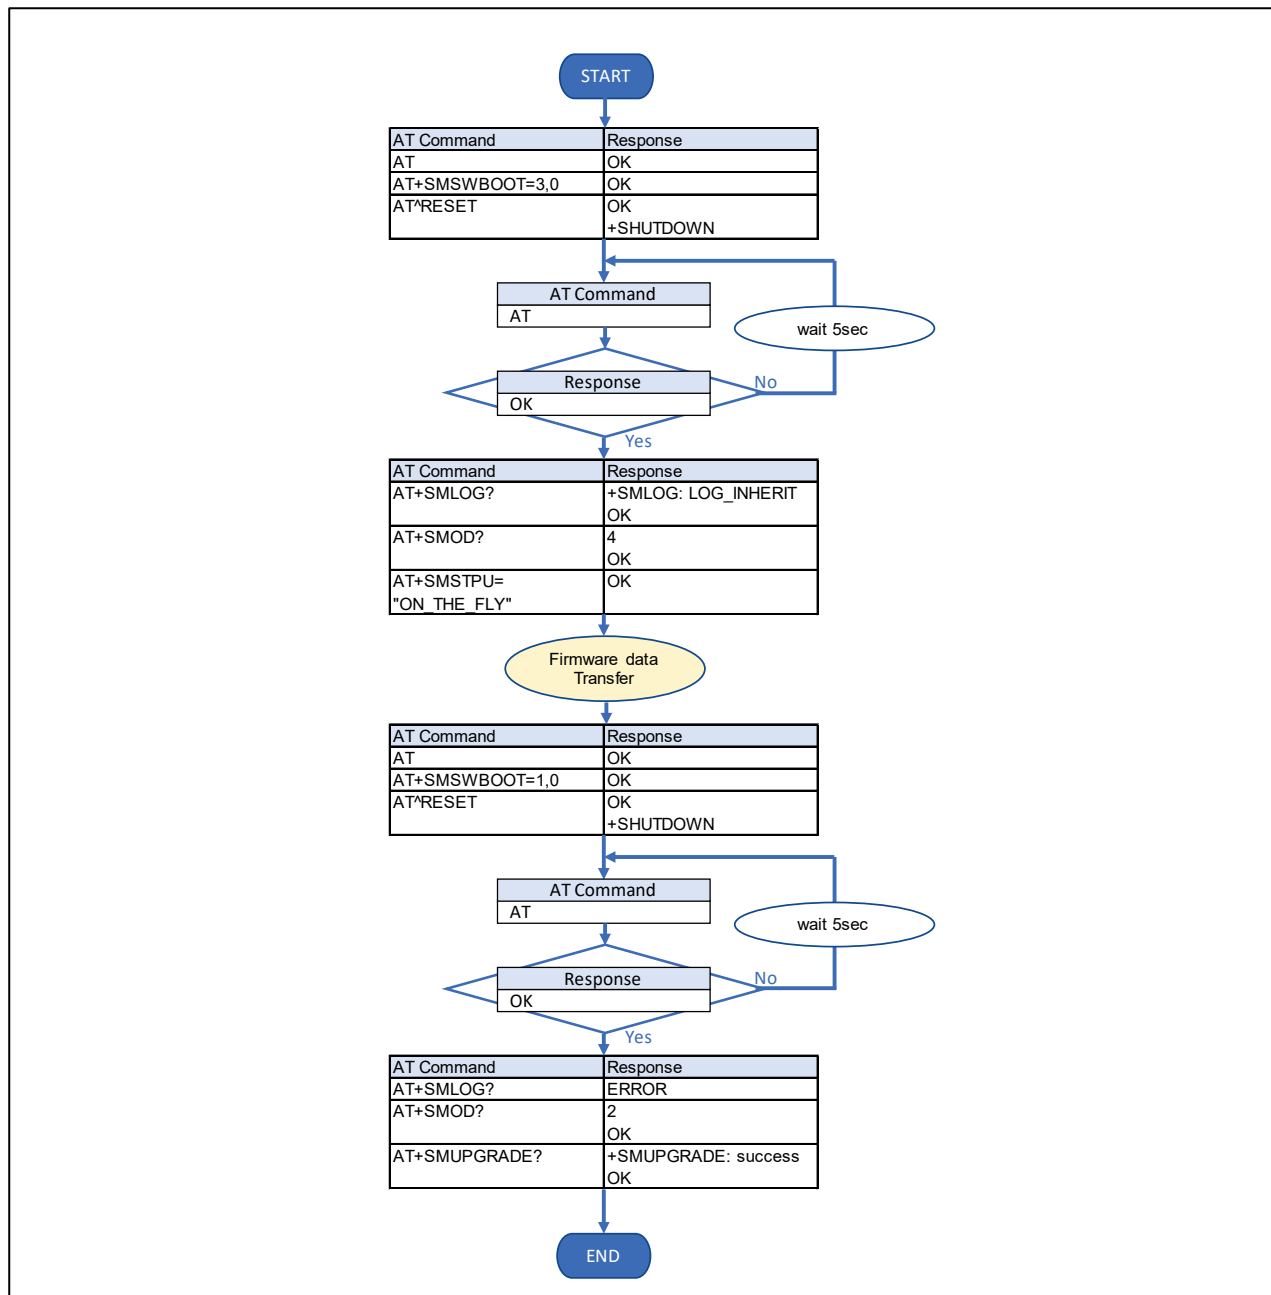 START
AT Command Response
AT OK
AT+SMSWBOOT=3,0 OK
AT^RESET OK
+SHUTDOWN
AT Command
AT
wait 5sec
Response
OK
No
Yes
AT Command Response
AT+SMLOG? +SMLOG: LOG_INHERIT
OK
AT+SMOD? 4
OK
AT+SMSTPU= OK
"ON_THE_FLY"
Firmware data
Transfer
AT Command Response
AT OK
AT+SMSWBOOT=1,0 OK
AT^RESET OK
+SHUTDOWN
AT Command
AT
wait 5sec
Response
OK
No
Yes
AT Command Response
AT+SMLOG? ERROR
AT+SMOD? 2
OK
AT+SMUPGRADE? +SMUPGRADE: success
OK
END